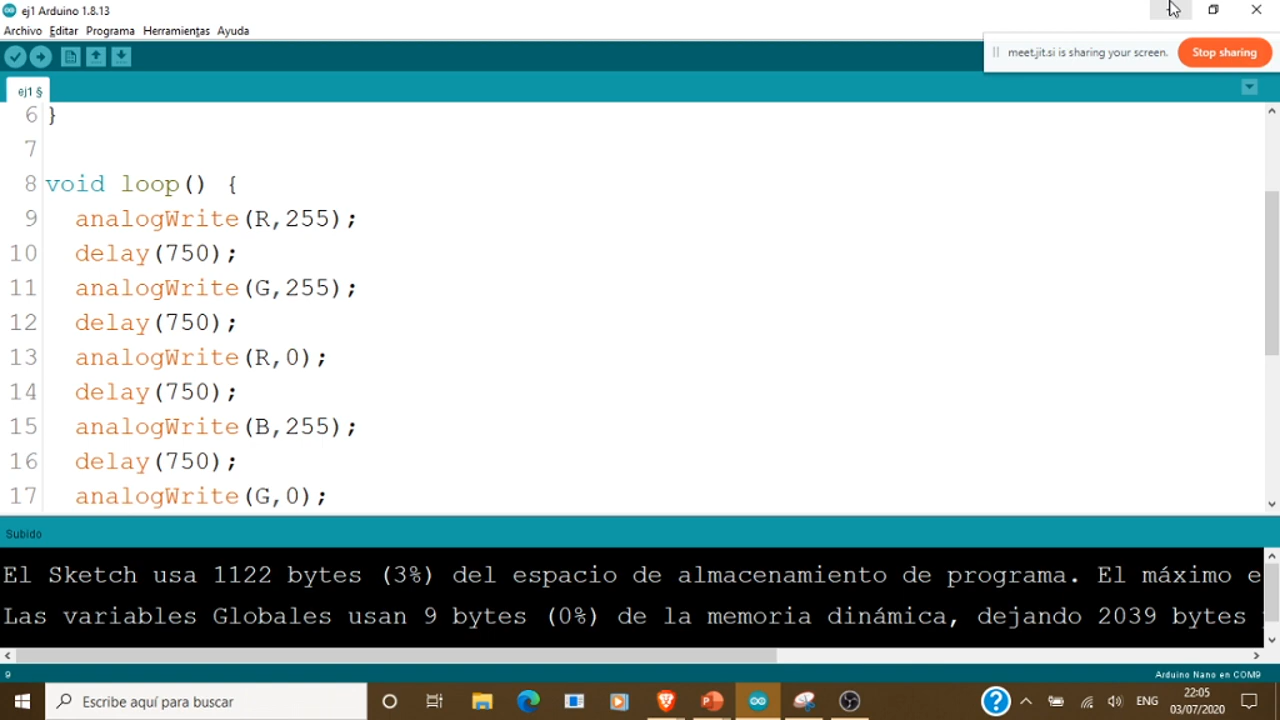 ej1 Arduino 1.8.13
Archivo Editar Programa Herramientas Ayuda
meet.jit.si is sharing your screen. Stop sharing
ej1 §
6 }
7
8 void loop() {
9 analogWrite(R,255);
10 delay(750);
11 analogWrite(G,255);
12 delay(750);
13 analogWrite(R,0);
14 delay(750);
15 analogWrite(B,255);
16 delay(750);
17 analogWrite(G,0);
Subido
El Sketch usa 1122 bytes (3%) del espacio de almacenamiento de programa. El máximo e
Las variables Globales usan 9 bytes (0%) de la memoria dinámica, dejando 2039 bytes
9 Arduino Nano en COM9
Escribe aquí para buscar ENG 22:05
03/07/2020